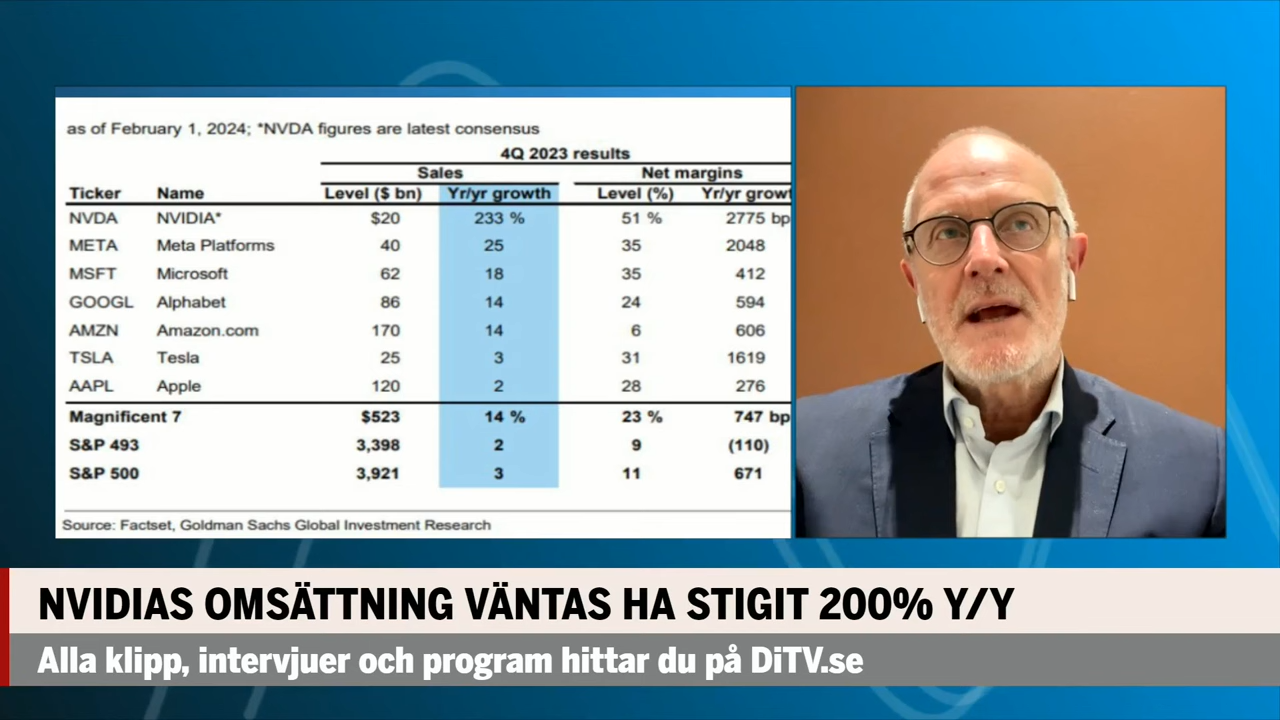 as of February 1, 2024; *NVDA figures are latest consensus
4Q 2023 results
Sales Net margins
Ticker Name Level ($ bn) Yr/yr growth Level (%) Yr/yr growt
NVDA NVIDIA* $20 233 % 51 % 2775 bp
META Meta Platforms 40 25 35 2048
MSFT Microsoft 62 18 35 412
GOOGL Alphabet 86 14 24 594
AMZN Amazon.com 170 14 6 606
TSLA Tesla 25 3 31 1619
AAPL Apple 120 2 28 276
Magnificent 7 $523 14 % 23 % 747 bp
S&P 493 3,398 2 9 (110)
S&P 500 3,921 3 11 671
Source: Factset, Goldman Sachs Global Investment Research
NVIDIAS OMSÄTTNING VÄNTAS HA STIGIT 200% Y/Y
Alla klipp, intervjuer och program hittar du på DiTV.se